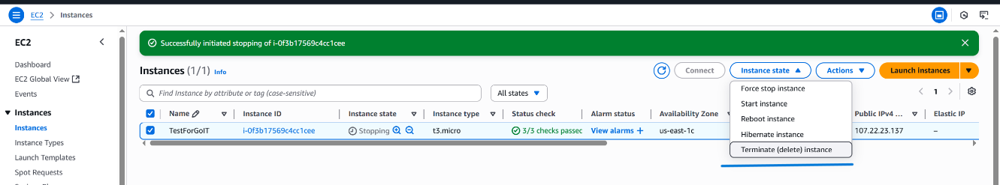 EC2 > Instances
EC2
Dashboard
EC2 Global View
Events
Instances
Instances
Instance Types
Launch Templates
Spot Requests
Successfully initiated stopping of i-0f3b17569c4cc1cee
Instances (1/1) Info
Connect
Instance state
Actions
Launch instances
Find Instance by attribute or tag (case-sensitive)
All states
1
Force stop instance
Start instance
Reboot instance
Hibernate instance
Terminate (delete) instance
Name Instance ID Instance state Instance type Status check Alarm status Availability Zone Public IPv4 ... Elastic IP
TestForGoIT i-0f3b17569c4cc1cee Stopping t3.micro 3/3 checks passec View alarms + us-east-1c 107.22.23.137 –